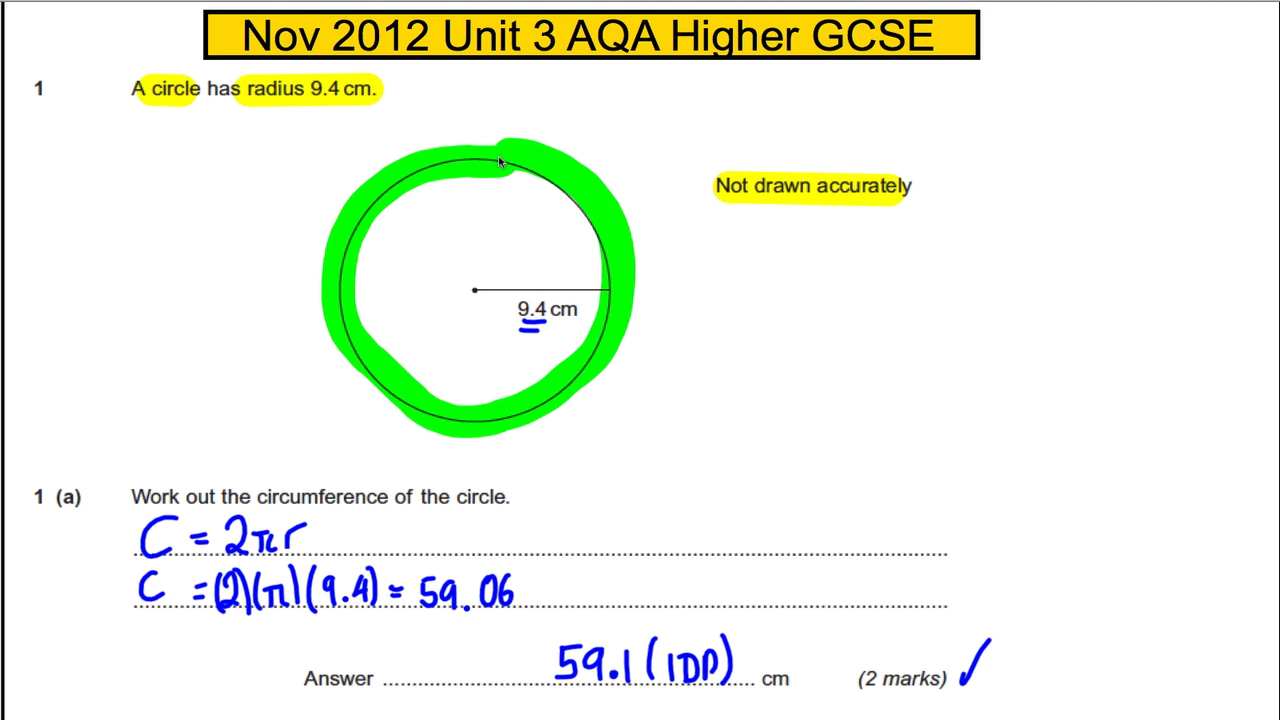 Nov 2012 Unit 3 AQA Higher GCSE
1 A circle has radius 9.4 cm.
Not drawn accurately
9.4 cm
1 (a) Work out the circumference of the circle.
C = 2πr
C = (2)(π)(9.4) ≈ 59.06
Answer 59.1 (1DP) cm (2 marks) ✓